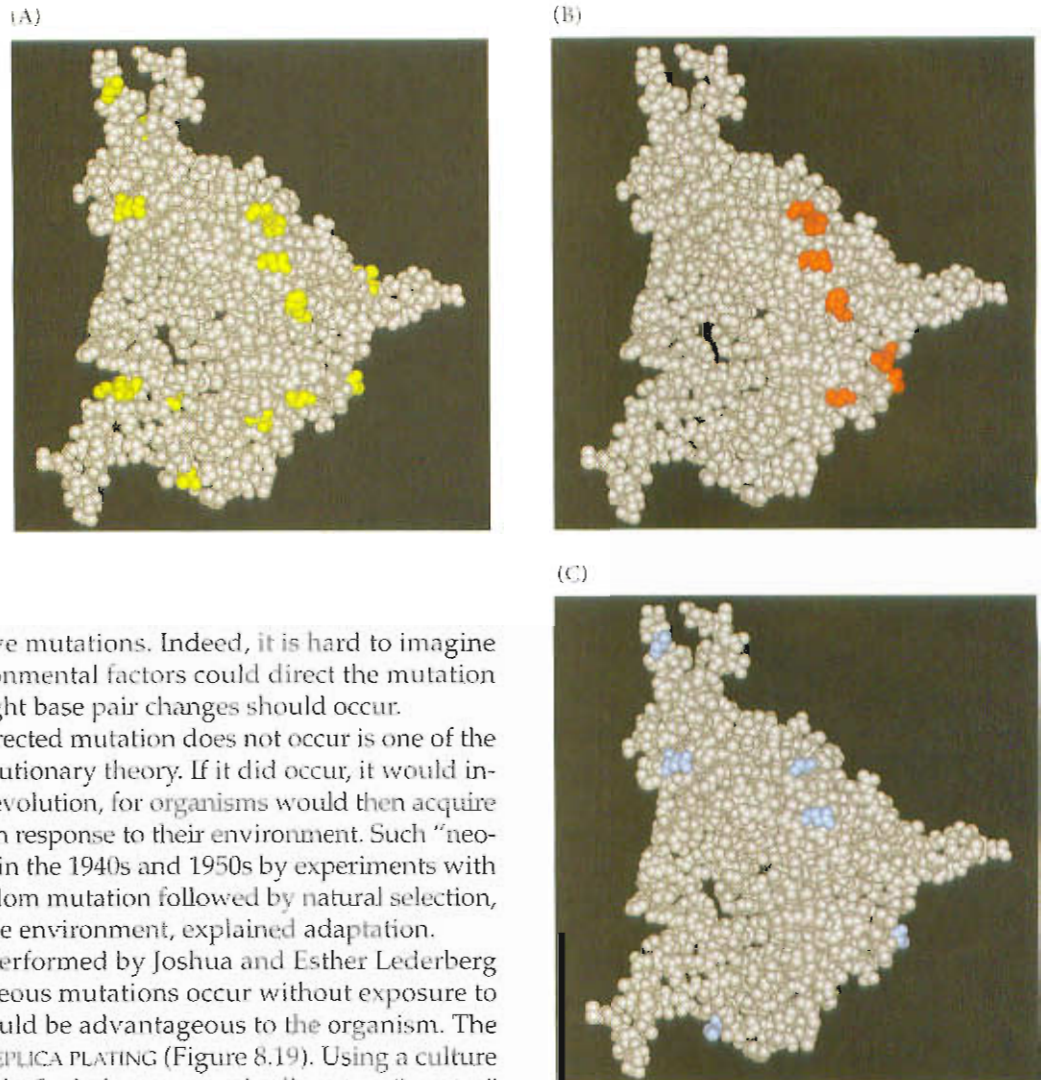 (A)
(B)
(C)
ve mutations. Indeed, it is hard to imagine
onmental factors could direct the mutation
ght base pair changes should occur.
rected mutation does not occur is one of the
utionary theory. If it did occur, it would in-
evolution, for organisms would then acquire
n response to their environment. Such "neo-
in the 1940s and 1950s by experiments with
dom mutation followed by natural selection,
e environment, explained adaptation.
erformed by Joshua and Esther Lederberg
eous mutations occur without exposure to
uld be advantageous to the organism. The
EPLICA PLATING (Figure 8.19). Using a culture